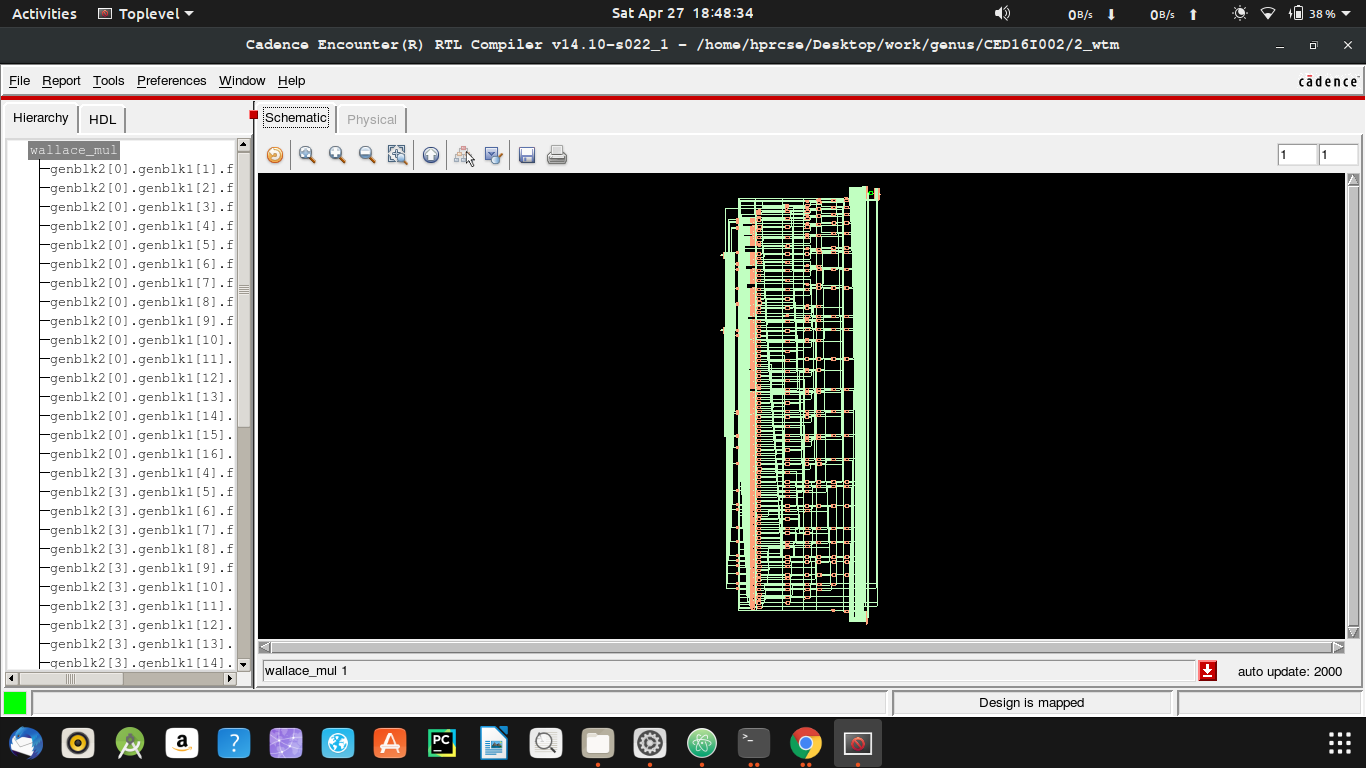 Activities Toplevel Sat Apr 27 18:48:34 0B/s 0B/s 38 %
Cadence Encounter(R) RTL Compiler v14.10-s022_1 - /home/hprcse/Desktop/work/genus/CED16I002/2_wtm
File Report Tools Preferences Window Help cādence
Hierarchy HDL
Schematic Physical
1 1
wallace_mul
genblk2[0].genblk1[1].f
genblk2[0].genblk1[2].f
genblk2[0].genblk1[3].f
genblk2[0].genblk1[4].f
genblk2[0].genblk1[5].f
genblk2[0].genblk1[6].f
genblk2[0].genblk1[7].f
genblk2[0].genblk1[8].f
genblk2[0].genblk1[9].f
genblk2[0].genblk1[10].
genblk2[0].genblk1[11].
genblk2[0].genblk1[12].
genblk2[0].genblk1[13].
genblk2[0].genblk1[14].
genblk2[0].genblk1[15].
genblk2[0].genblk1[16].
genblk2[3].genblk1[4].f
genblk2[3].genblk1[5].f
genblk2[3].genblk1[6].f
genblk2[3].genblk1[7].f
genblk2[3].genblk1[8].f
genblk2[3].genblk1[9].f
genblk2[3].genblk1[10].
genblk2[3].genblk1[11].
genblk2[3].genblk1[12].
genblk2[3].genblk1[13].
genblk2[3].genblk1[14].
wallace_mul 1 auto update: 2000
Design is mapped
a ? A PC >_